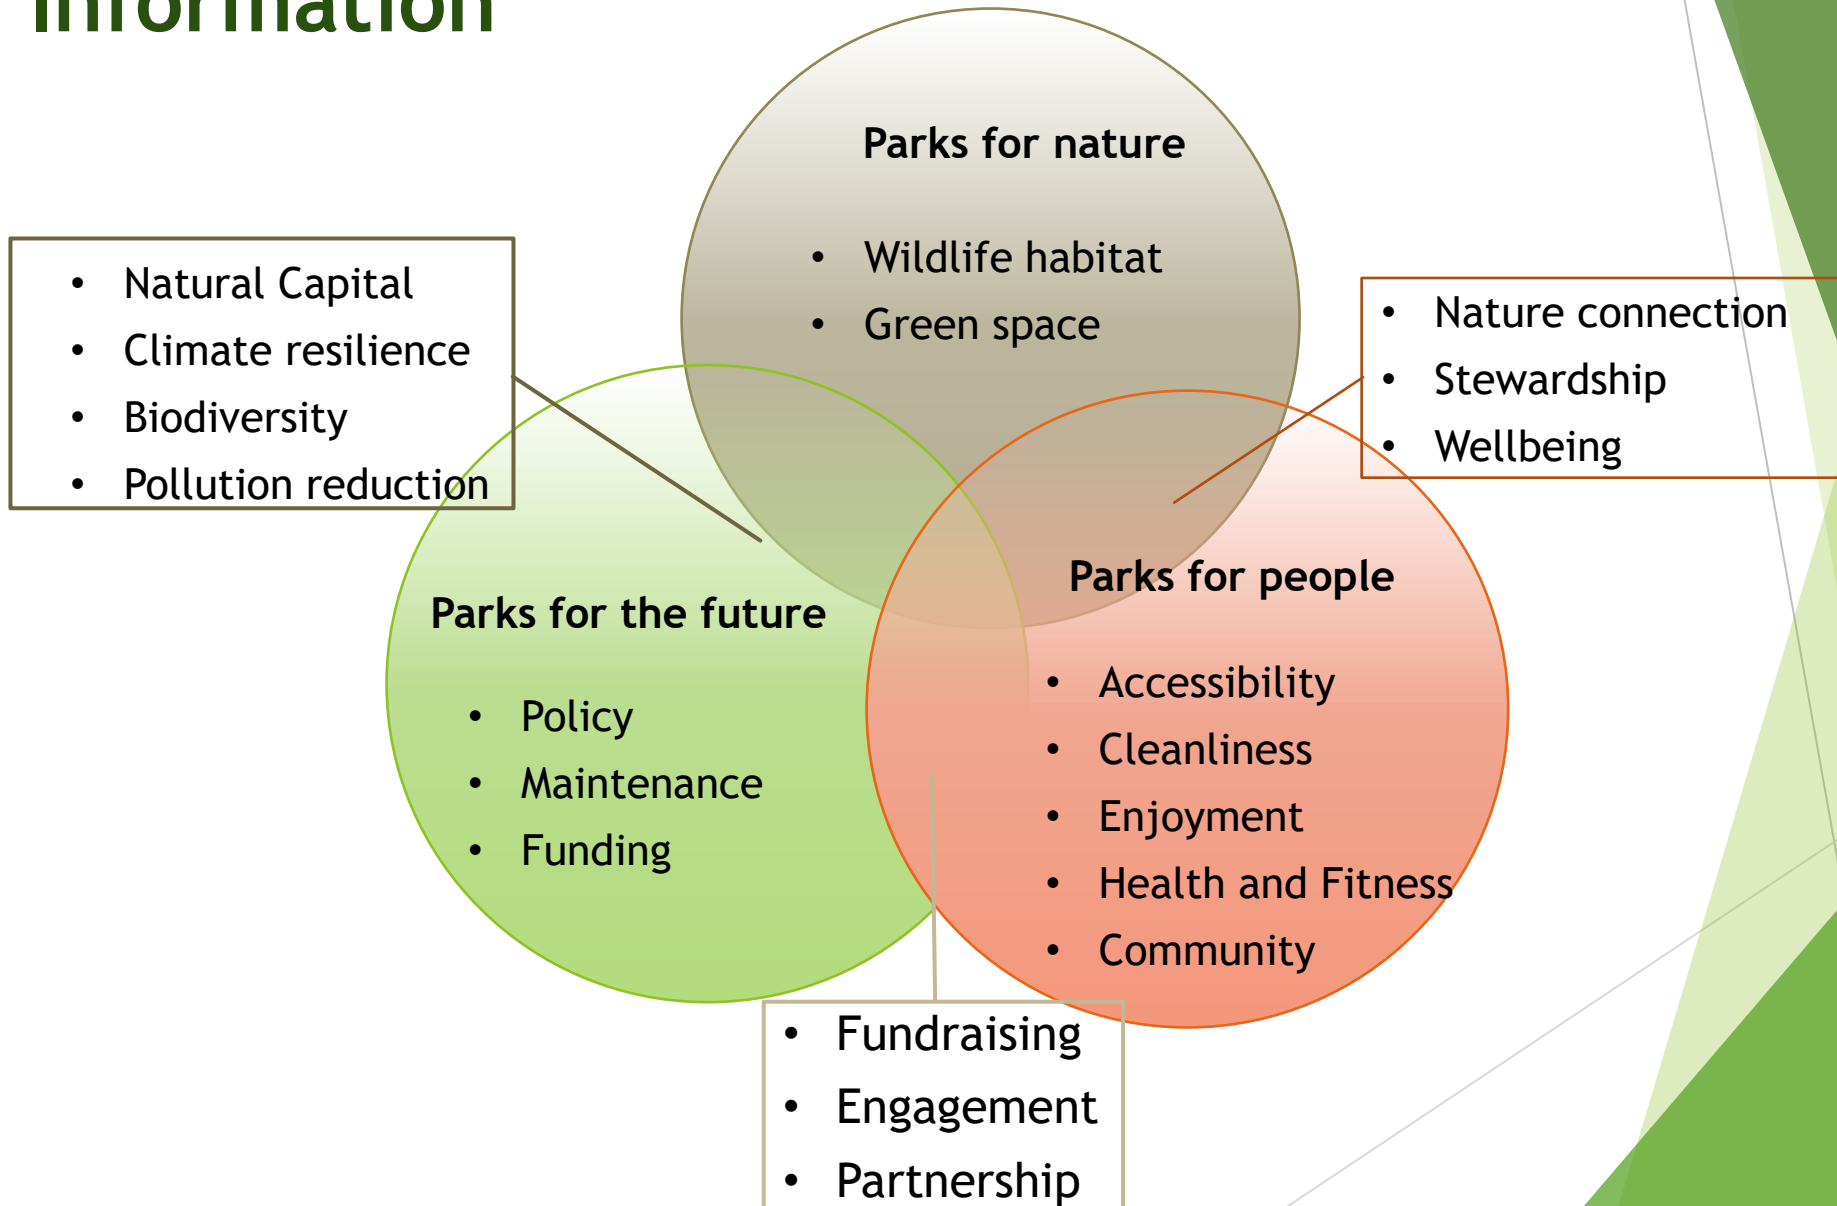 Information
Parks for nature
• Wildlife habitat
• Green space
• Natural Capital
• Climate resilience
• Biodiversity
• Pollution reduction
• Nature connection
• Stewardship
• Wellbeing
Parks for the future
• Policy
• Maintenance
• Funding
Parks for people
• Accessibility
• Cleanliness
• Enjoyment
• Health and Fitness
• Community
• Fundraising
• Engagement
• Partnership